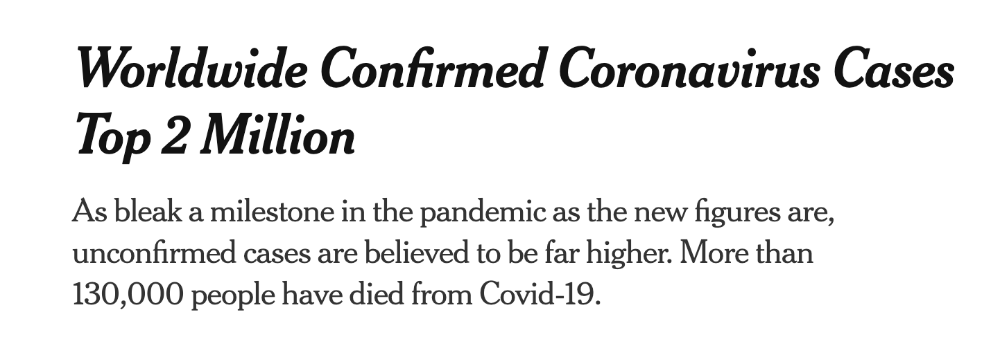 Worldwide Confirmed Coronavirus Cases
Top 2 Million
As bleak a milestone in the pandemic as the new figures are,
unconfirmed cases are believed to be far higher. More than
130,000 people have died from Covid-19.